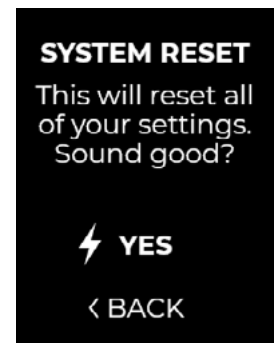 SYSTEM RESET
This will reset all
of your settings.
Sound good?
YES
< BACK